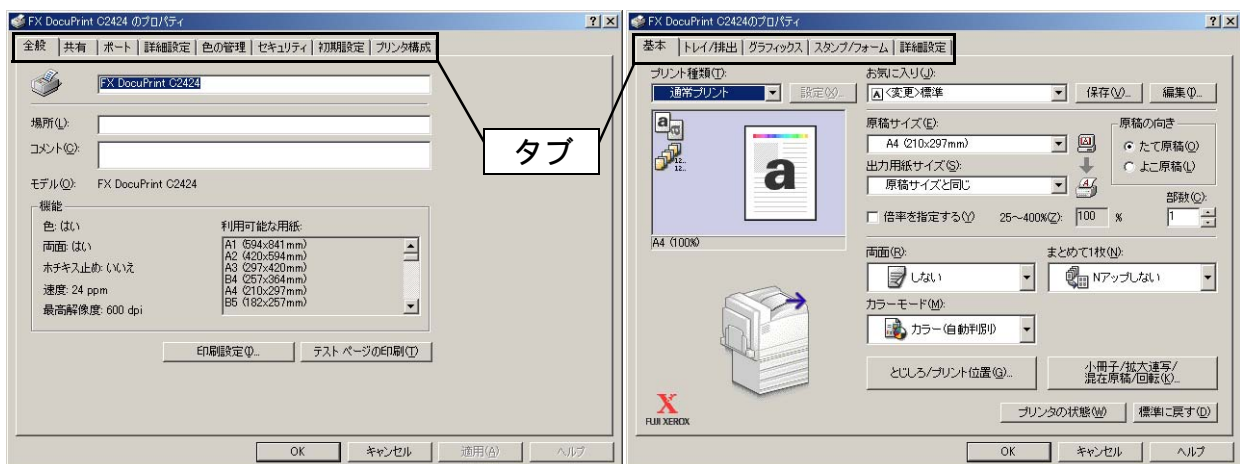 FX DocuPrint C2424 のプロパティ
全般 共有 ポート 詳細設定 色の管理 セキュリティ 初期設定 プリンタ構成
FX DocuPrint C2424
場所(L):
コメント(C):
モデル(O): FX DocuPrint C2424
機能
色: はい
両面: はい
ホチキス止め: いいえ
速度: 24 ppm
最高解像度: 600 dpi
利用可能な用紙:
A1 (594x841mm)
A2 (420x594mm)
A3 (297x420mm)
B4 (257x364mm)
A4 (210x297mm)
B5 (182x257mm)
印刷設定(I)... テスト ページの印刷(T)
OK キャンセル 適用(A) ヘルプ
タブ
FX DocuPrint C2424のプロパティ
基本 トレイ/排出 グラフィックス スタンプ/フォーム 詳細設定
プリント種類(T):
通常プリント 設定(X)...
a
12..
12..
a
A4 (100%)
X
FUJI XEROX
お気に入り(J):
A <変更>標準 保存(V)... 編集(I)...
原稿サイズ(E):
A4 (210x297mm)
出力用紙サイズ(S):
原稿サイズと同じ
原稿の向き
たて原稿(O)
よこ原稿(L)
倍率を指定する(Y) 25~400%(Z): 100 %
部数(C):
1
両面(R): まとめて1枚(N):
しない Nアップしない
カラーモード(M):
カラー(自動判別)
とじしろ/プリント位置(G)... 小冊子/拡大連写/
混在原稿/回転(K)...
プリンタの状態(W) 標準に戻す(D)
OK キャンセル ヘルプ